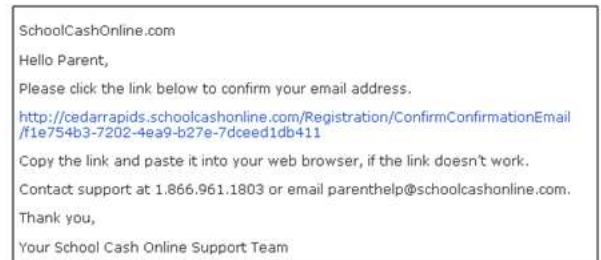 SchoolCashOnline.com
Hello Parent,
Please click the link below to confirm your email address.
http://cedarrapids.schoolcashonline.com/Registration/ConfirmConfirmationEmail
/f1e754b3-7202-4ea9-b27e-7dceed1db411
Copy the link and paste it into your web browser, if the link doesn't work.
Contact support at 1.866.961.1803 or email parenthelp@schoolcashonline.com.
Thank you,
Your School Cash Online Support Team